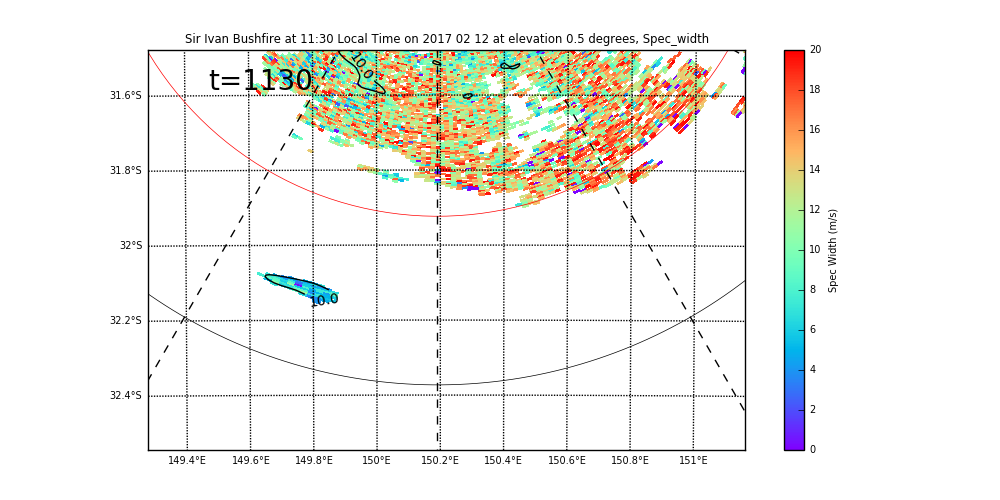 Sir Ivan Bushfire at 11:30 Local Time on 2017 02 12 at elevation 0.5 degrees, Spec_width
t=1130
31.6°S
31.8°S
32°S
32.2°S
32.4°S
10.0
149.4°E 149.6°E 149.8°E 150°E 150.2°E 150.4°E 150.6°E 150.8°E 151°E
20
18
16
14
12
10
8
6
4
2
0
Spec Width (m/s)